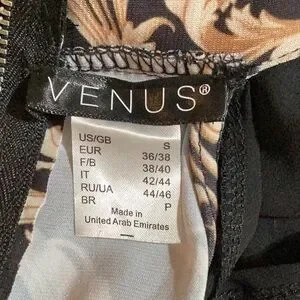 VENUS®
US/GB S
EUR 36/38
F/B 38/40
IT 42/44
RU/UA 44/46
BR P
Made in
United Arab Emirates